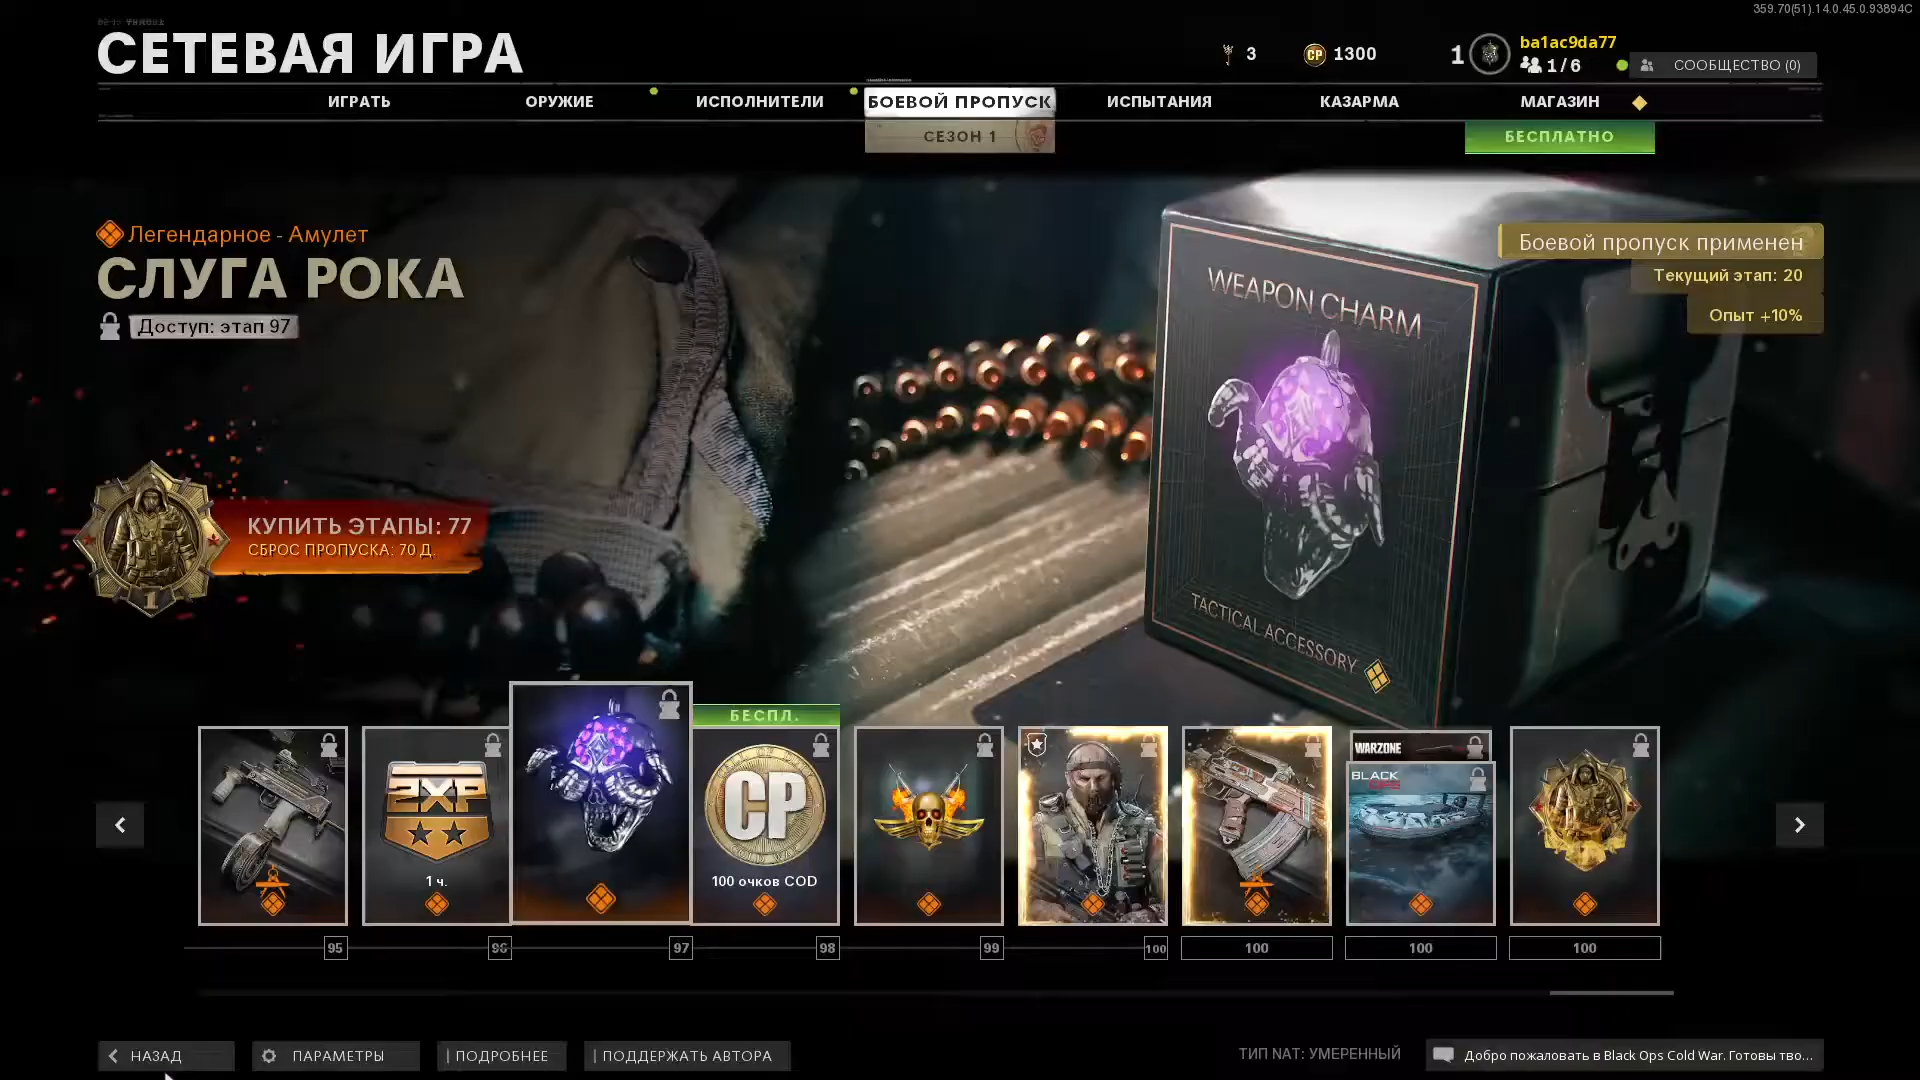 359.70(51).14.0.45.0.93894C
СЕТЕВАЯ ИГРА
3
CP 1300
1
ba1ac9da77
1 / 6
СООБЩЕСТВО (0)
ИГРАТЬ
ОРУЖИЕ
ИСПОЛНИТЕЛИ
БОЕВОЙ ПРОПУСК
ИСПЫТАНИЯ
КАЗАРМА
МАГАЗИН
СЕЗОН 1
БЕСПЛАТНО
Легендарное - Амулет
СЛУГА РОКА
Доступ: этап 97
Боевой пропуск применен
Текущий этап: 20
Опыт +10%
WEAPON CHARM
TACTICAL ACCESSORY
КУПИТЬ ЭТАПЫ: 77
СБРОС ПРОПУСКА: 70 Д.
1
БЕСПЛ.
2XP
1 ч.
CP
100 очков COD
WARZONE
BLACK OPS
95
96
97
98
99
100
100
100
100
НАЗАД
ПАРАМЕТРЫ
ПОДРОБНЕЕ
ПОДДЕРЖАТЬ АВТОРА
ТИП NAT: УМЕРЕННЫЙ
Добро пожаловать в Black Ops Cold War. Готовы тво...